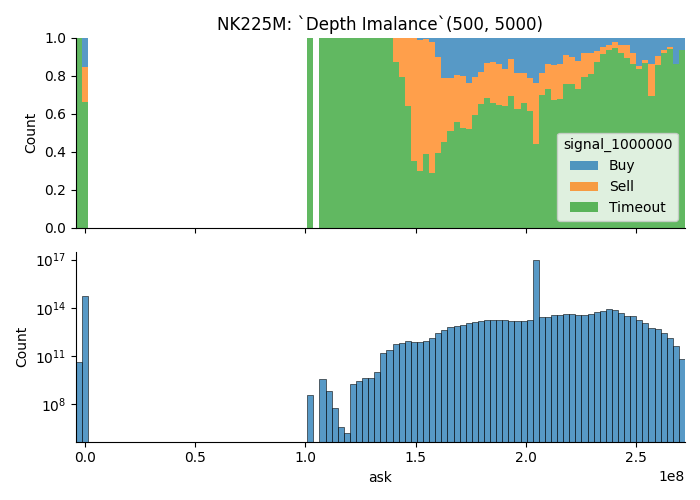 NK225M: `Depth Imalance`(500, 5000)
Count
1.0
0.8
0.6
0.4
0.2
0.0
signal_1000000
Buy
Sell
Timeout
Count
10^17
10^14
10^11
10^8
0.0
0.5
1.0
1.5
2.0
2.5
1e8
ask